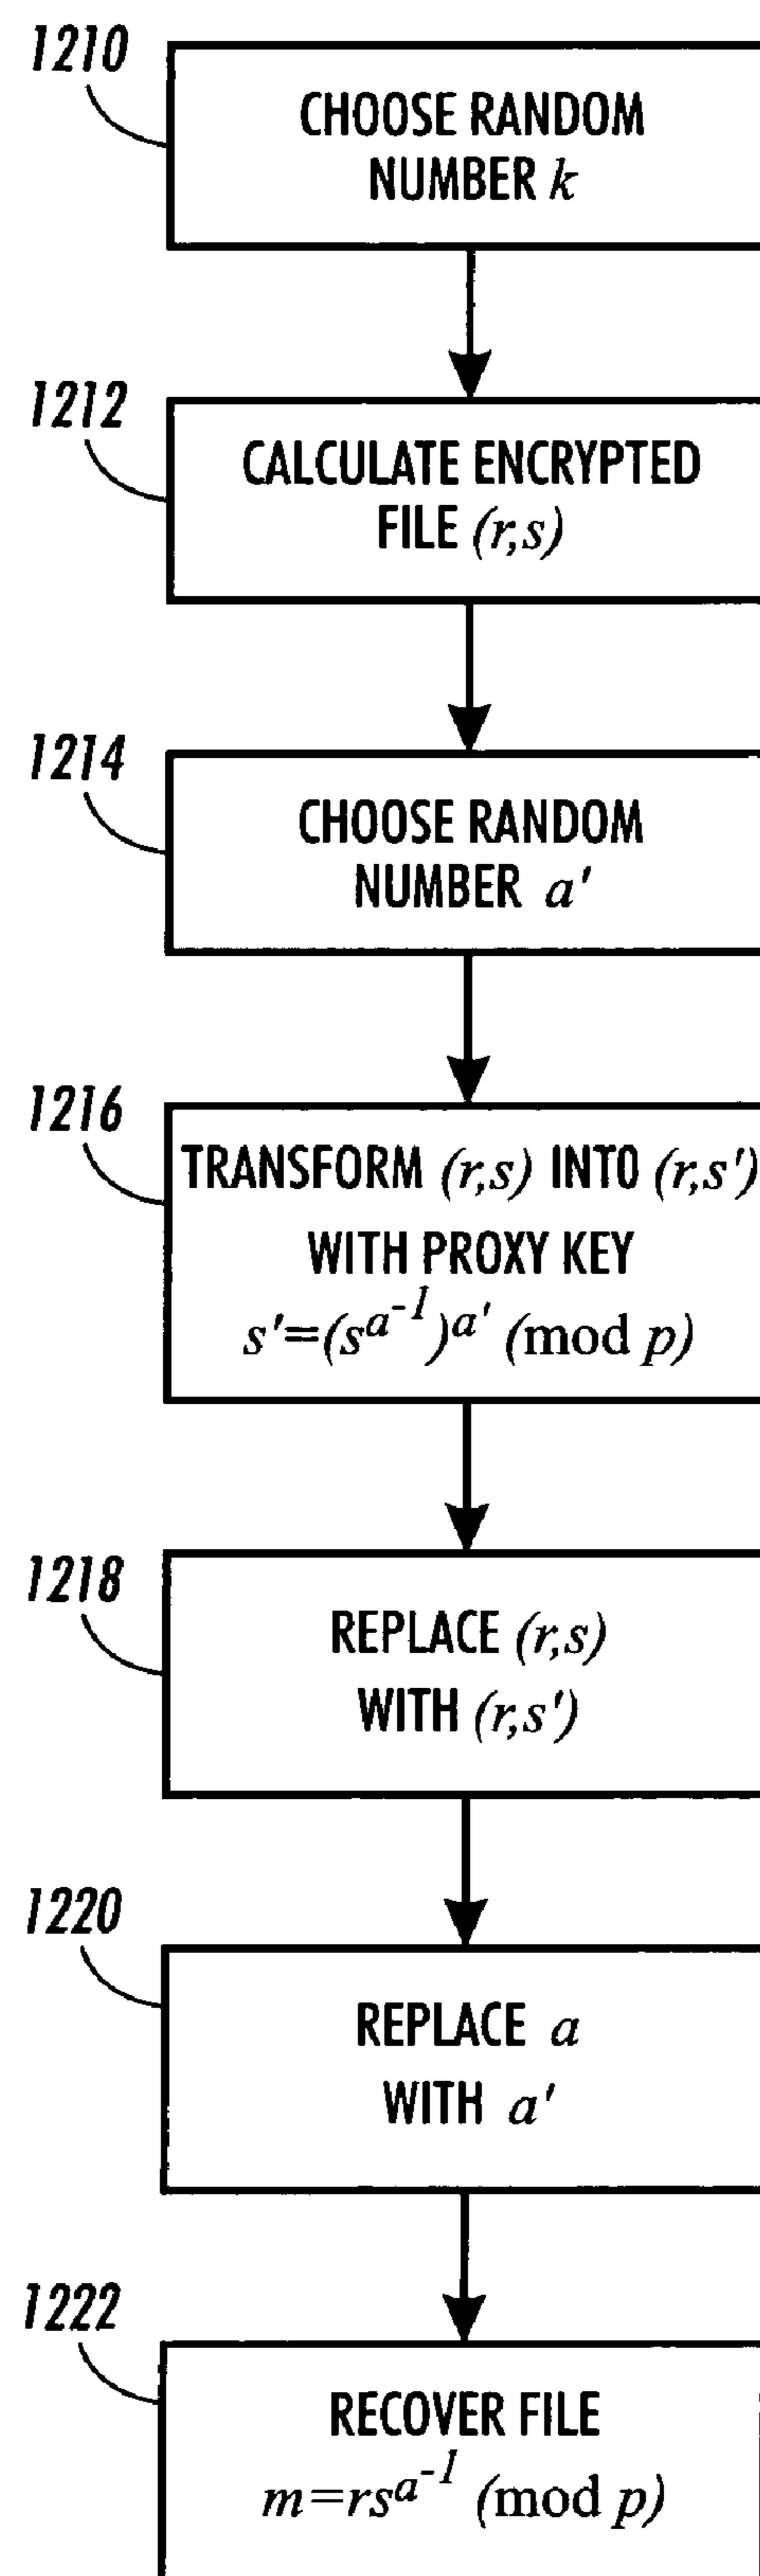 1210
CHOOSE RANDOM
NUMBER k
1212
CALCULATE ENCRYPTED
FILE (r,s)
1214
CHOOSE RANDOM
NUMBER a'
1216
TRANSFORM (r,s) INTO (r,s')
WITH PROXY KEY
s'=(s^{a^{-1}})^{a'} (mod p)
1218
REPLACE (r,s)
WITH (r,s')
1220
REPLACE a
WITH a'
1222
RECOVER FILE
m=rs^{a^{-1}} (mod p)